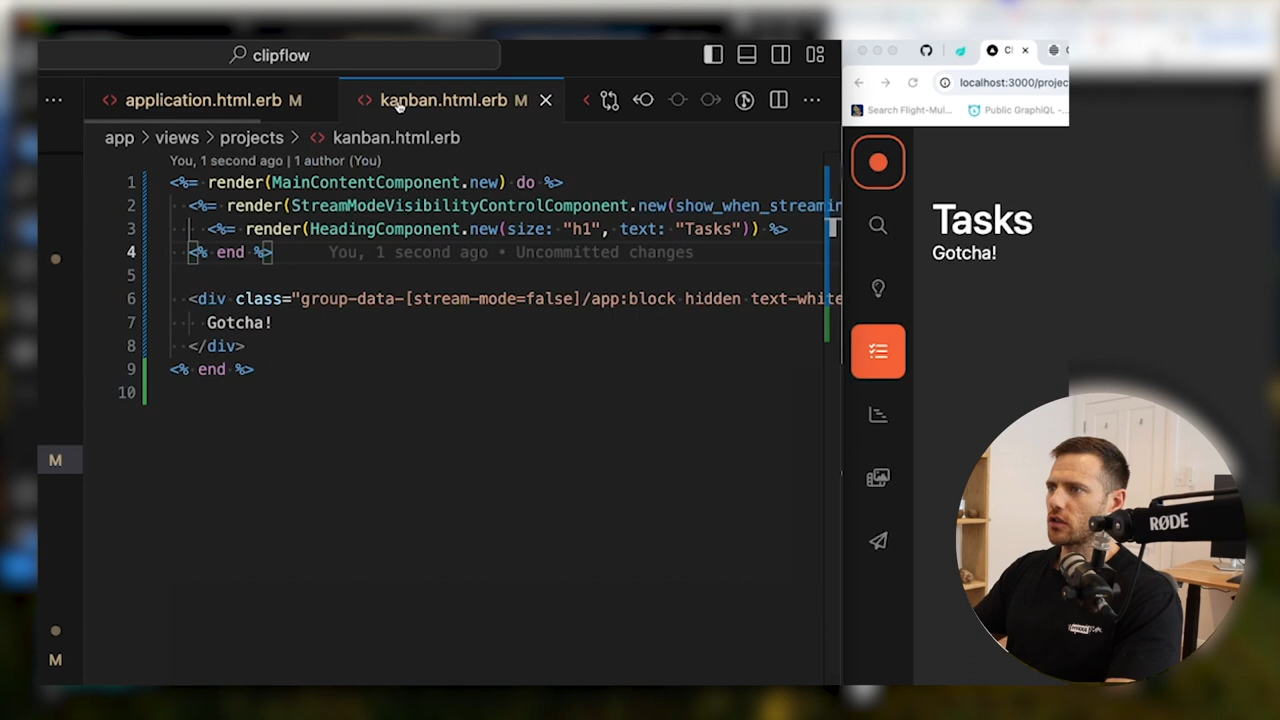 clipflow
application.html.erb M
kanban.html.erb M
app > views > projects > kanban.html.erb
You, 1 second ago | 1 author (You)
1 <%= render(MainContentComponent.new) do %>
2 <%= render(StreamModeVisibilityControlComponent.new(show_when_streamin
3 <%= render(HeadingComponent.new(size: "h1", text: "Tasks")) %>
4 <% end %> You, 1 second ago • Uncommitted changes
5
6 <div class="group-data-[stream-mode=false]/app:block hidden text-white
7 Gotcha!
8 </div>
9 <% end %>
10
M
M
localhost:3000/projec
Search Flight-Mul...
Public GraphiQL -...
Tasks
Gotcha!
RØDE